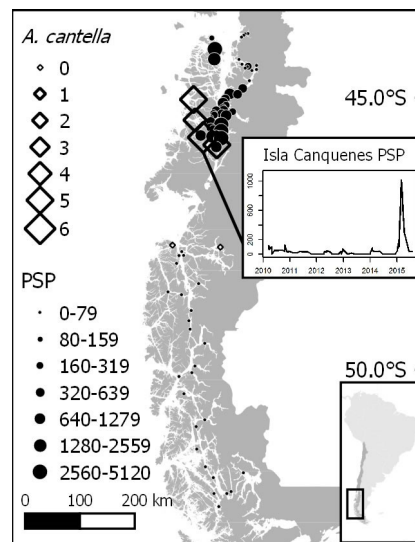 A. cantella
0
1
2
3
4
5
6
PSP
0-79
80-159
160-319
320-639
640-1279
1280-2559
2560-5120
0 100 200 km
45.0°S
Isla Canquenes PSP
1000
600
200
0
2010 2011 2012 2013 2014 2015
50.0°S